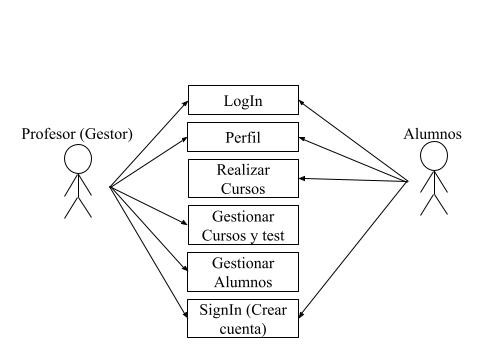 LogIn
Profesor (Gestor)
Alumnos
Perfil
Realizar
Cursos
Gestionar
Cursos y test
Gestionar
Alumnos
SignIn (Crear
cuenta)